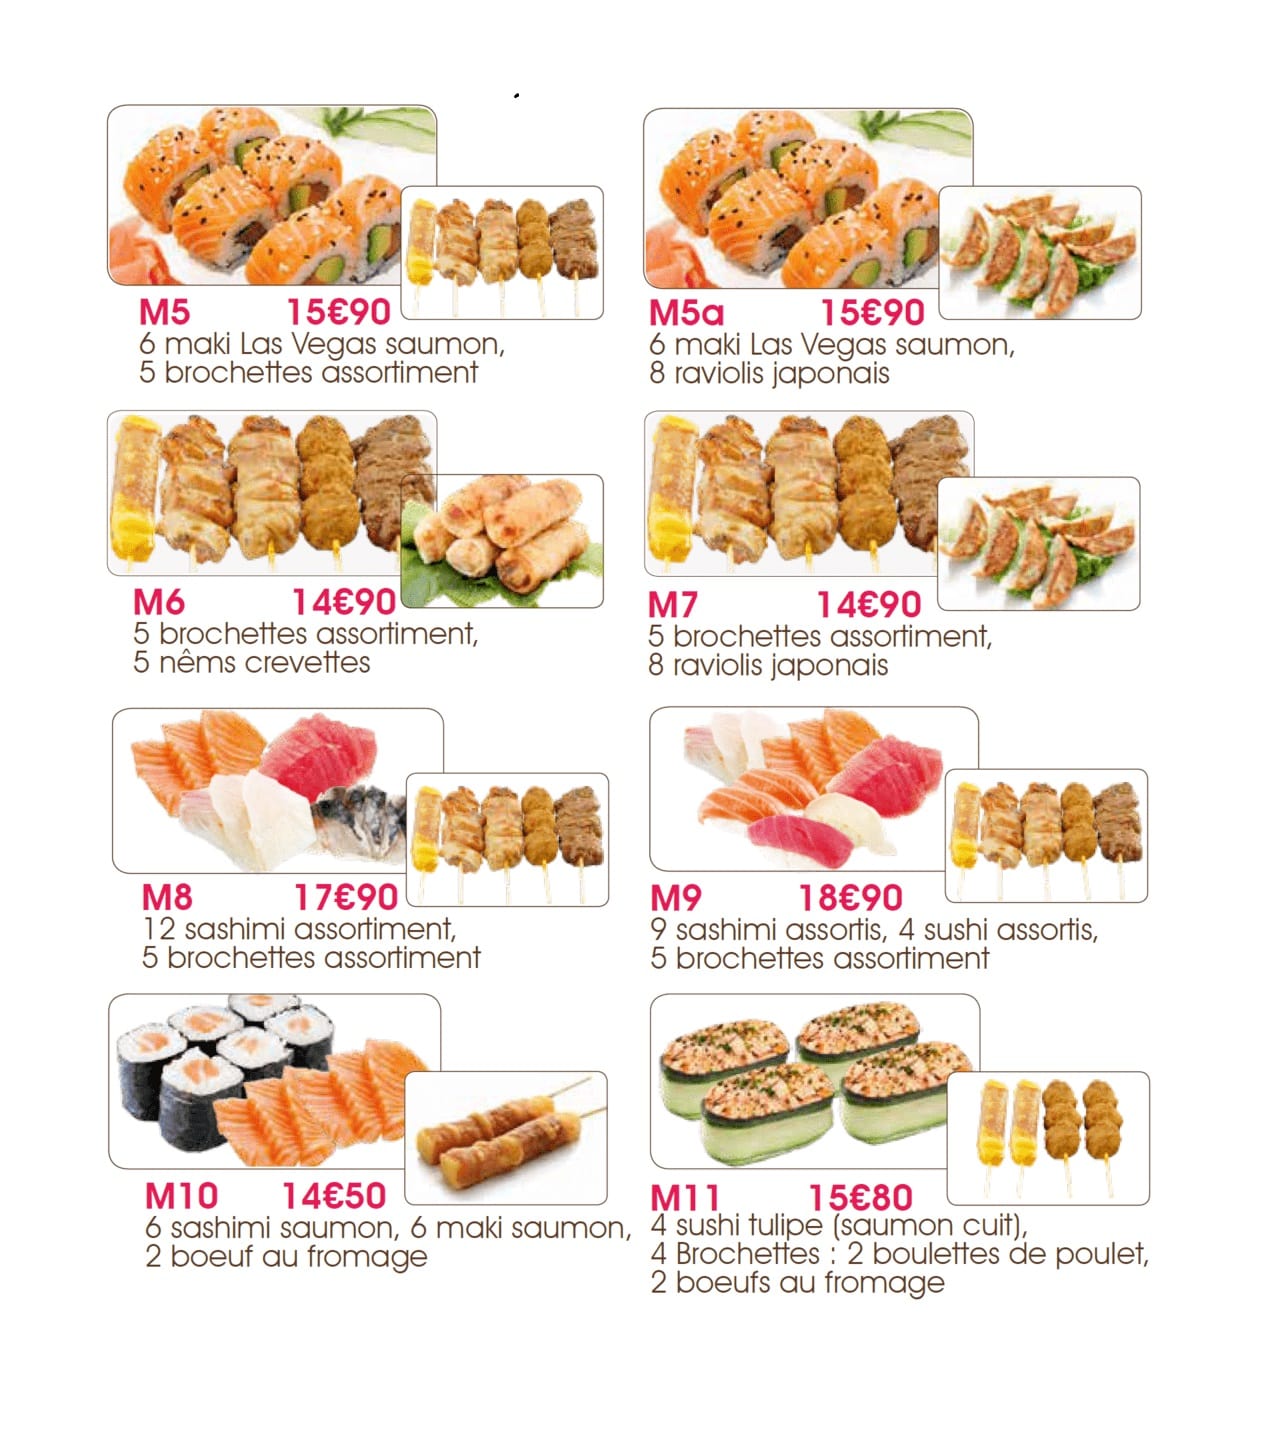 M5 15€90
6 maki Las Vegas saumon,
5 brochettes assortiment
M5a 15€90
6 maki Las Vegas saumon,
8 raviolis japonais
M6 14€90
5 brochettes assortiment,
5 nêms crevettes
M7 14€90
5 brochettes assortiment,
8 raviolis japonais
M8 17€90
12 sashimi assortiment,
5 brochettes assortiment
M9 18€90
9 sashimi assortis, 4 sushi assortis,
5 brochettes assortiment
M10 14€50
6 sashimi saumon, 6 maki saumon,
2 boeuf au fromage
M11 15€80
4 sushi tulipe (saumon cuit),
4 Brochettes : 2 boulettes de poulet,
2 boeufs au fromage